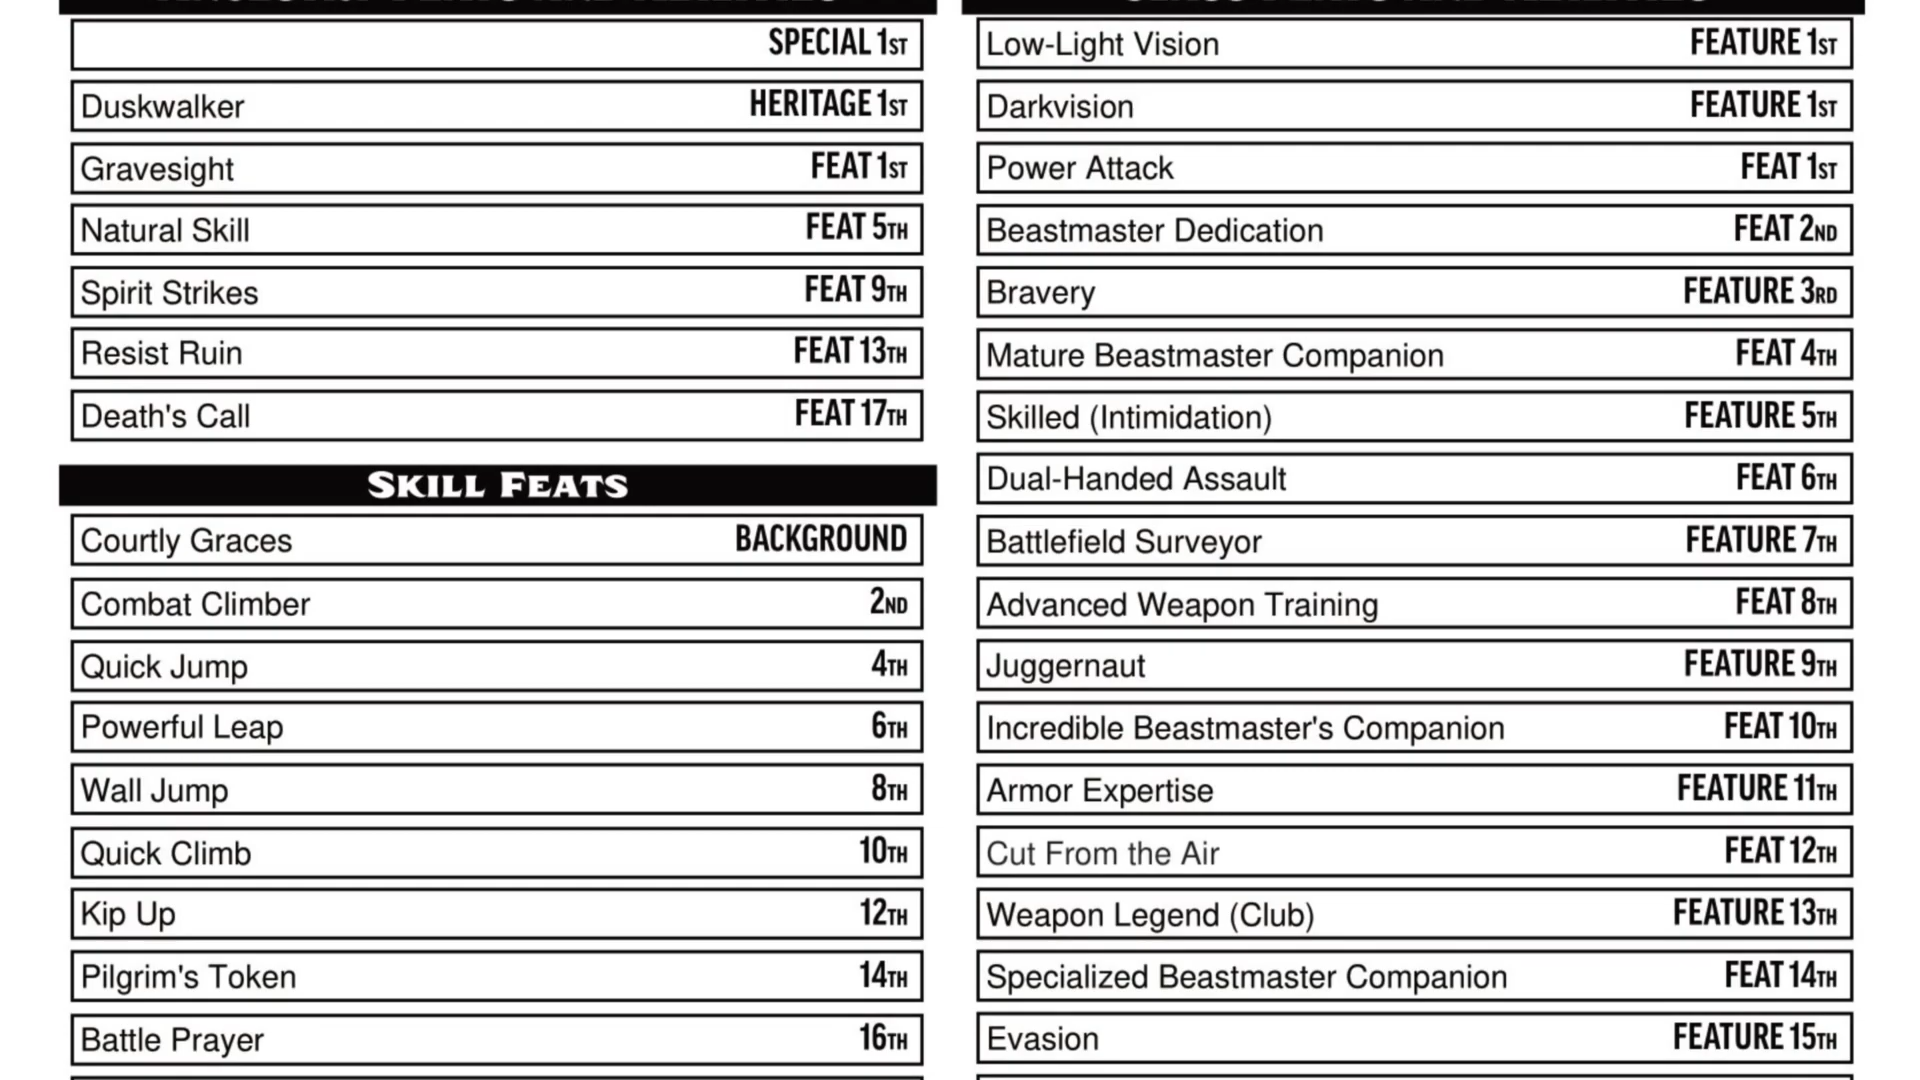 SPECIAL 1ST
Duskwalker HERITAGE 1ST
Gravesight FEAT 1ST
Natural Skill FEAT 5TH
Spirit Strikes FEAT 9TH
Resist Ruin FEAT 13TH
Death's Call FEAT 17TH
SKILL FEATS
Courtly Graces BACKGROUND
Combat Climber 2ND
Quick Jump 4TH
Powerful Leap 6TH
Wall Jump 8TH
Quick Climb 10TH
Kip Up 12TH
Pilgrim's Token 14TH
Battle Prayer 16TH
Low-Light Vision FEATURE 1ST
Darkvision FEATURE 1ST
Power Attack FEAT 1ST
Beastmaster Dedication FEAT 2ND
Bravery FEATURE 3RD
Mature Beastmaster Companion FEAT 4TH
Skilled (Intimidation) FEATURE 5TH
Dual-Handed Assault FEAT 6TH
Battlefield Surveyor FEATURE 7TH
Advanced Weapon Training FEAT 8TH
Juggernaut FEATURE 9TH
Incredible Beastmaster's Companion FEAT 10TH
Armor Expertise FEATURE 11TH
Cut From the Air FEAT 12TH
Weapon Legend (Club) FEATURE 13TH
Specialized Beastmaster Companion FEAT 14TH
Evasion FEATURE 15TH